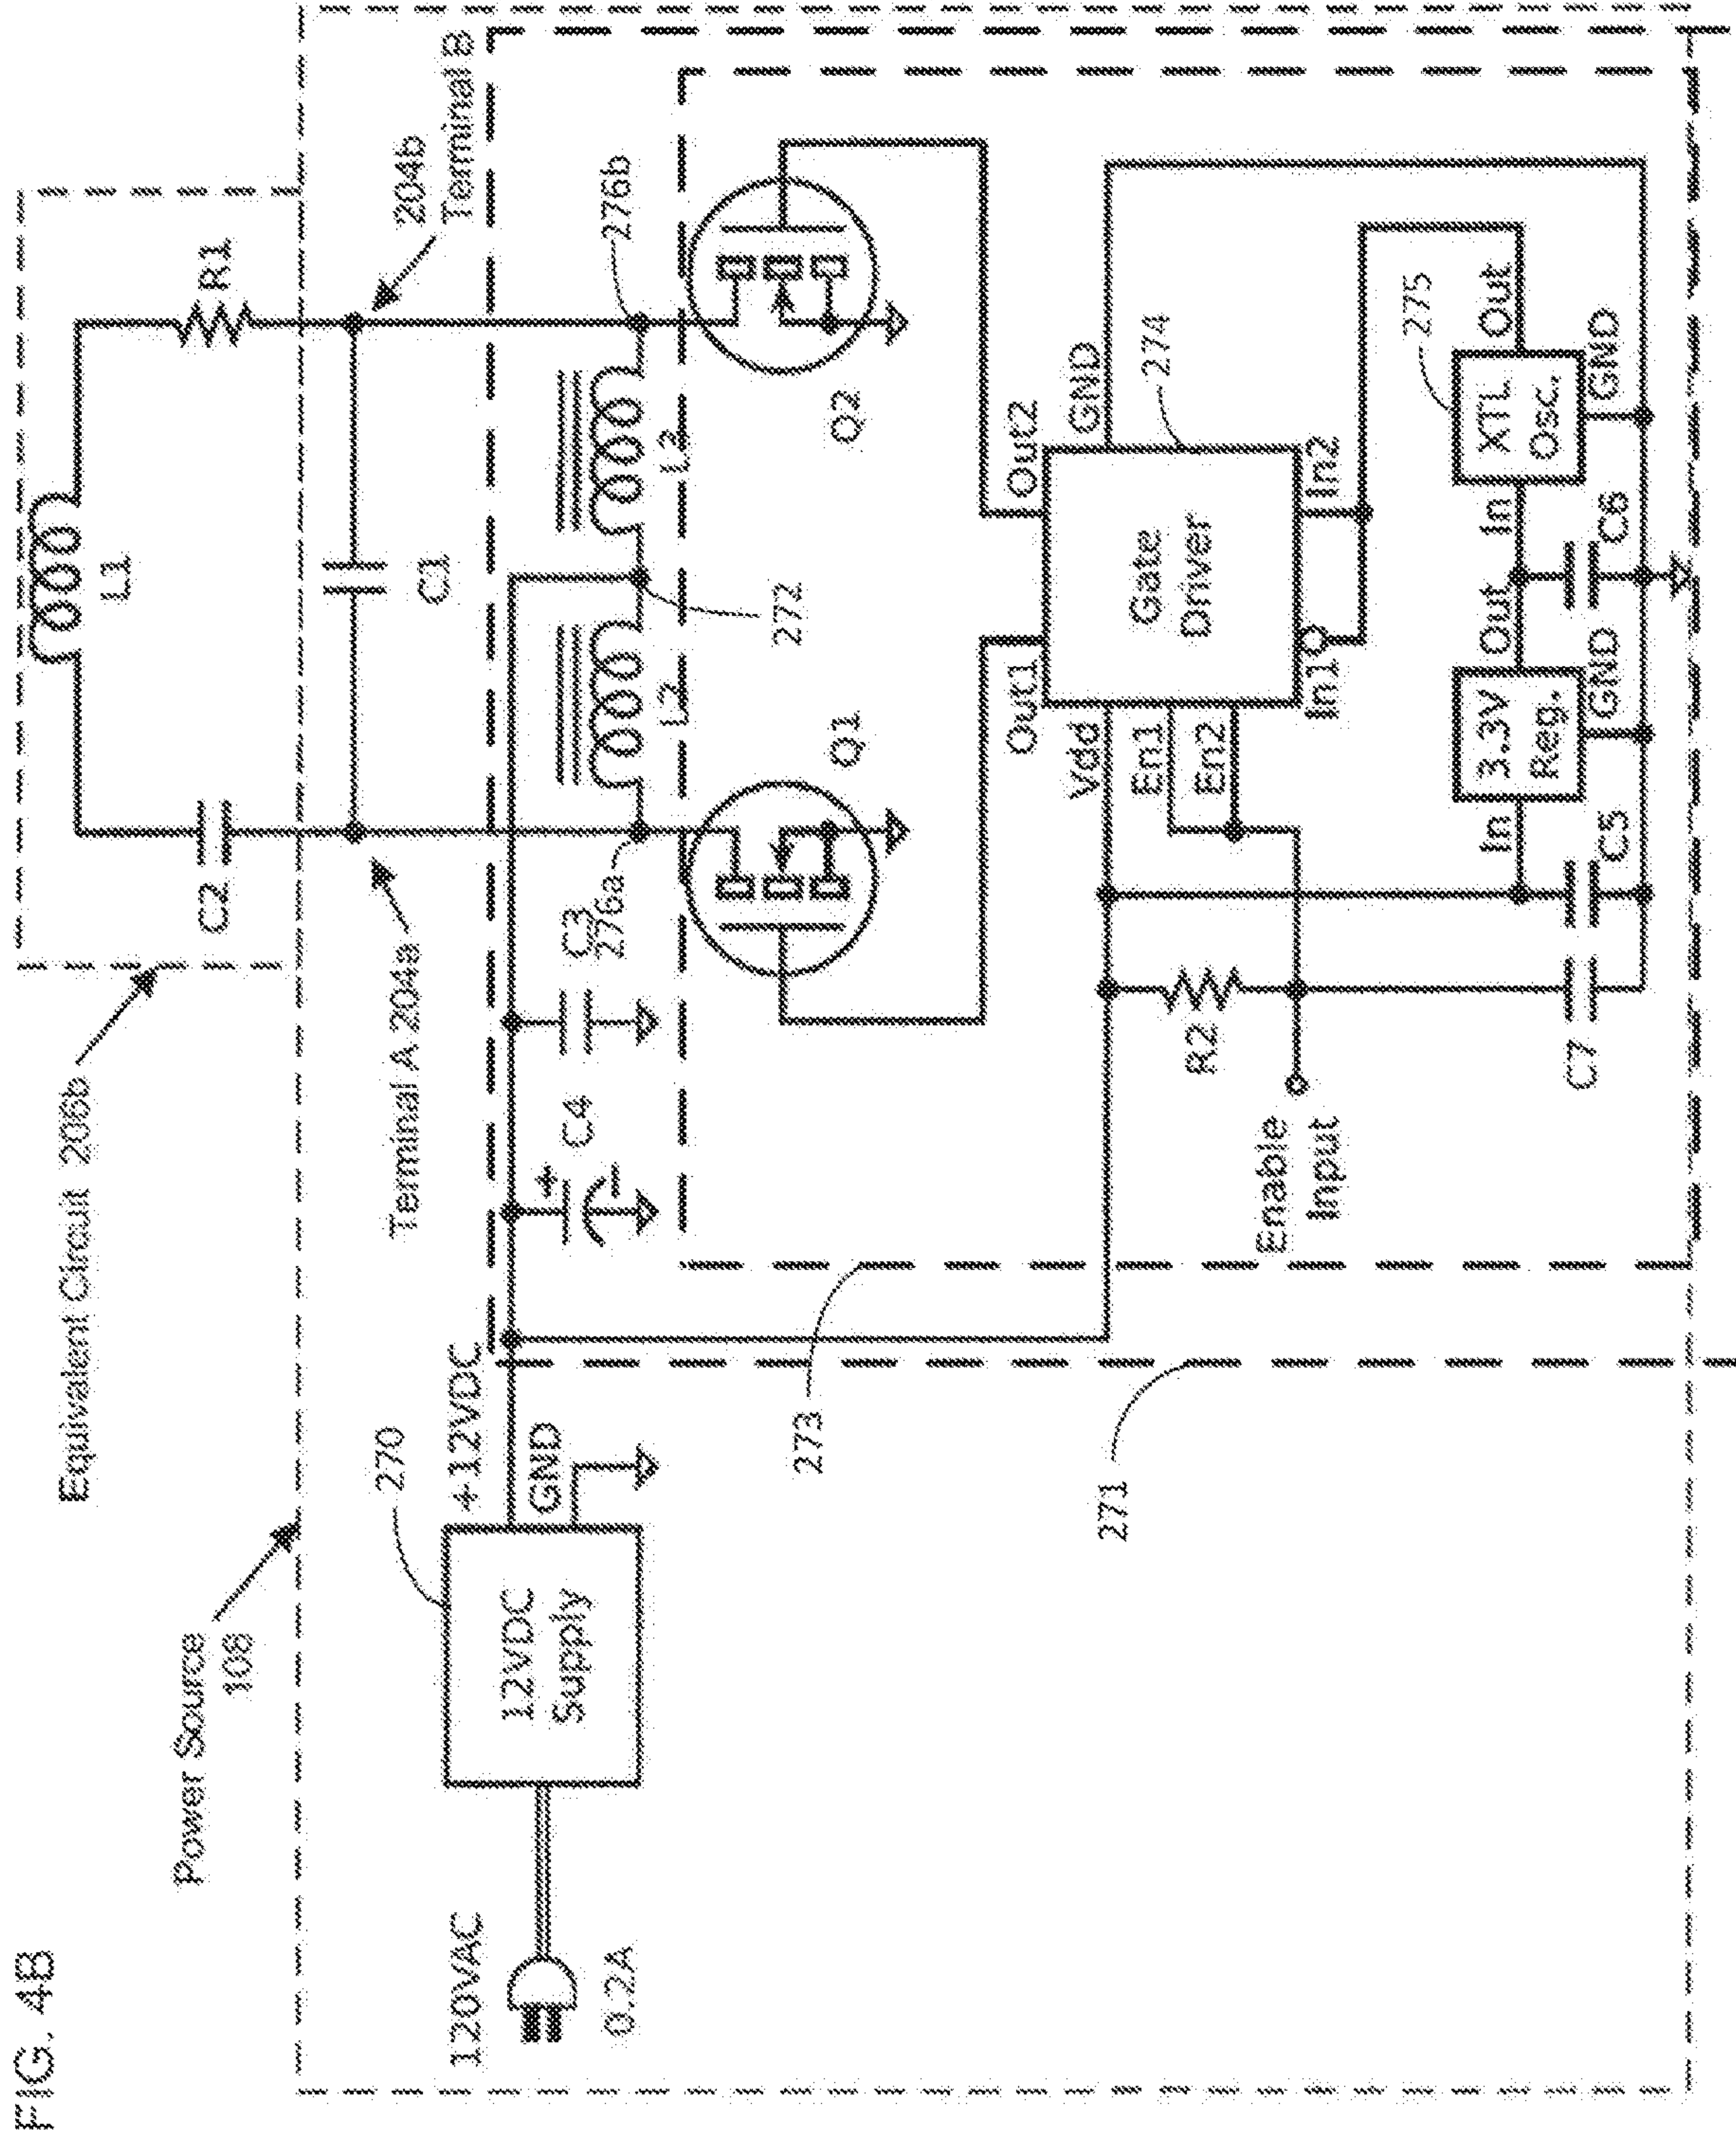 FIG. 4B
Equivalent Circuit 206b
L1
Power Source
108
C2
R1
Terminal A 204a
C1
204b
Terminal B
120VAC
0.2A
270
12VDC
Supply
+12VDC
GND
C4
C3
276a
L2
L3
276b
272
Q1
Q2
273
271
Out1
Out2
Vdd
GND
En1
En2
Gate
Driver
274
In1
In2
R2
Enable
Input
275
In
3.3V
Reg.
Out
GND
In
XTL
Osc.
Out
GND
C7
C5
C6